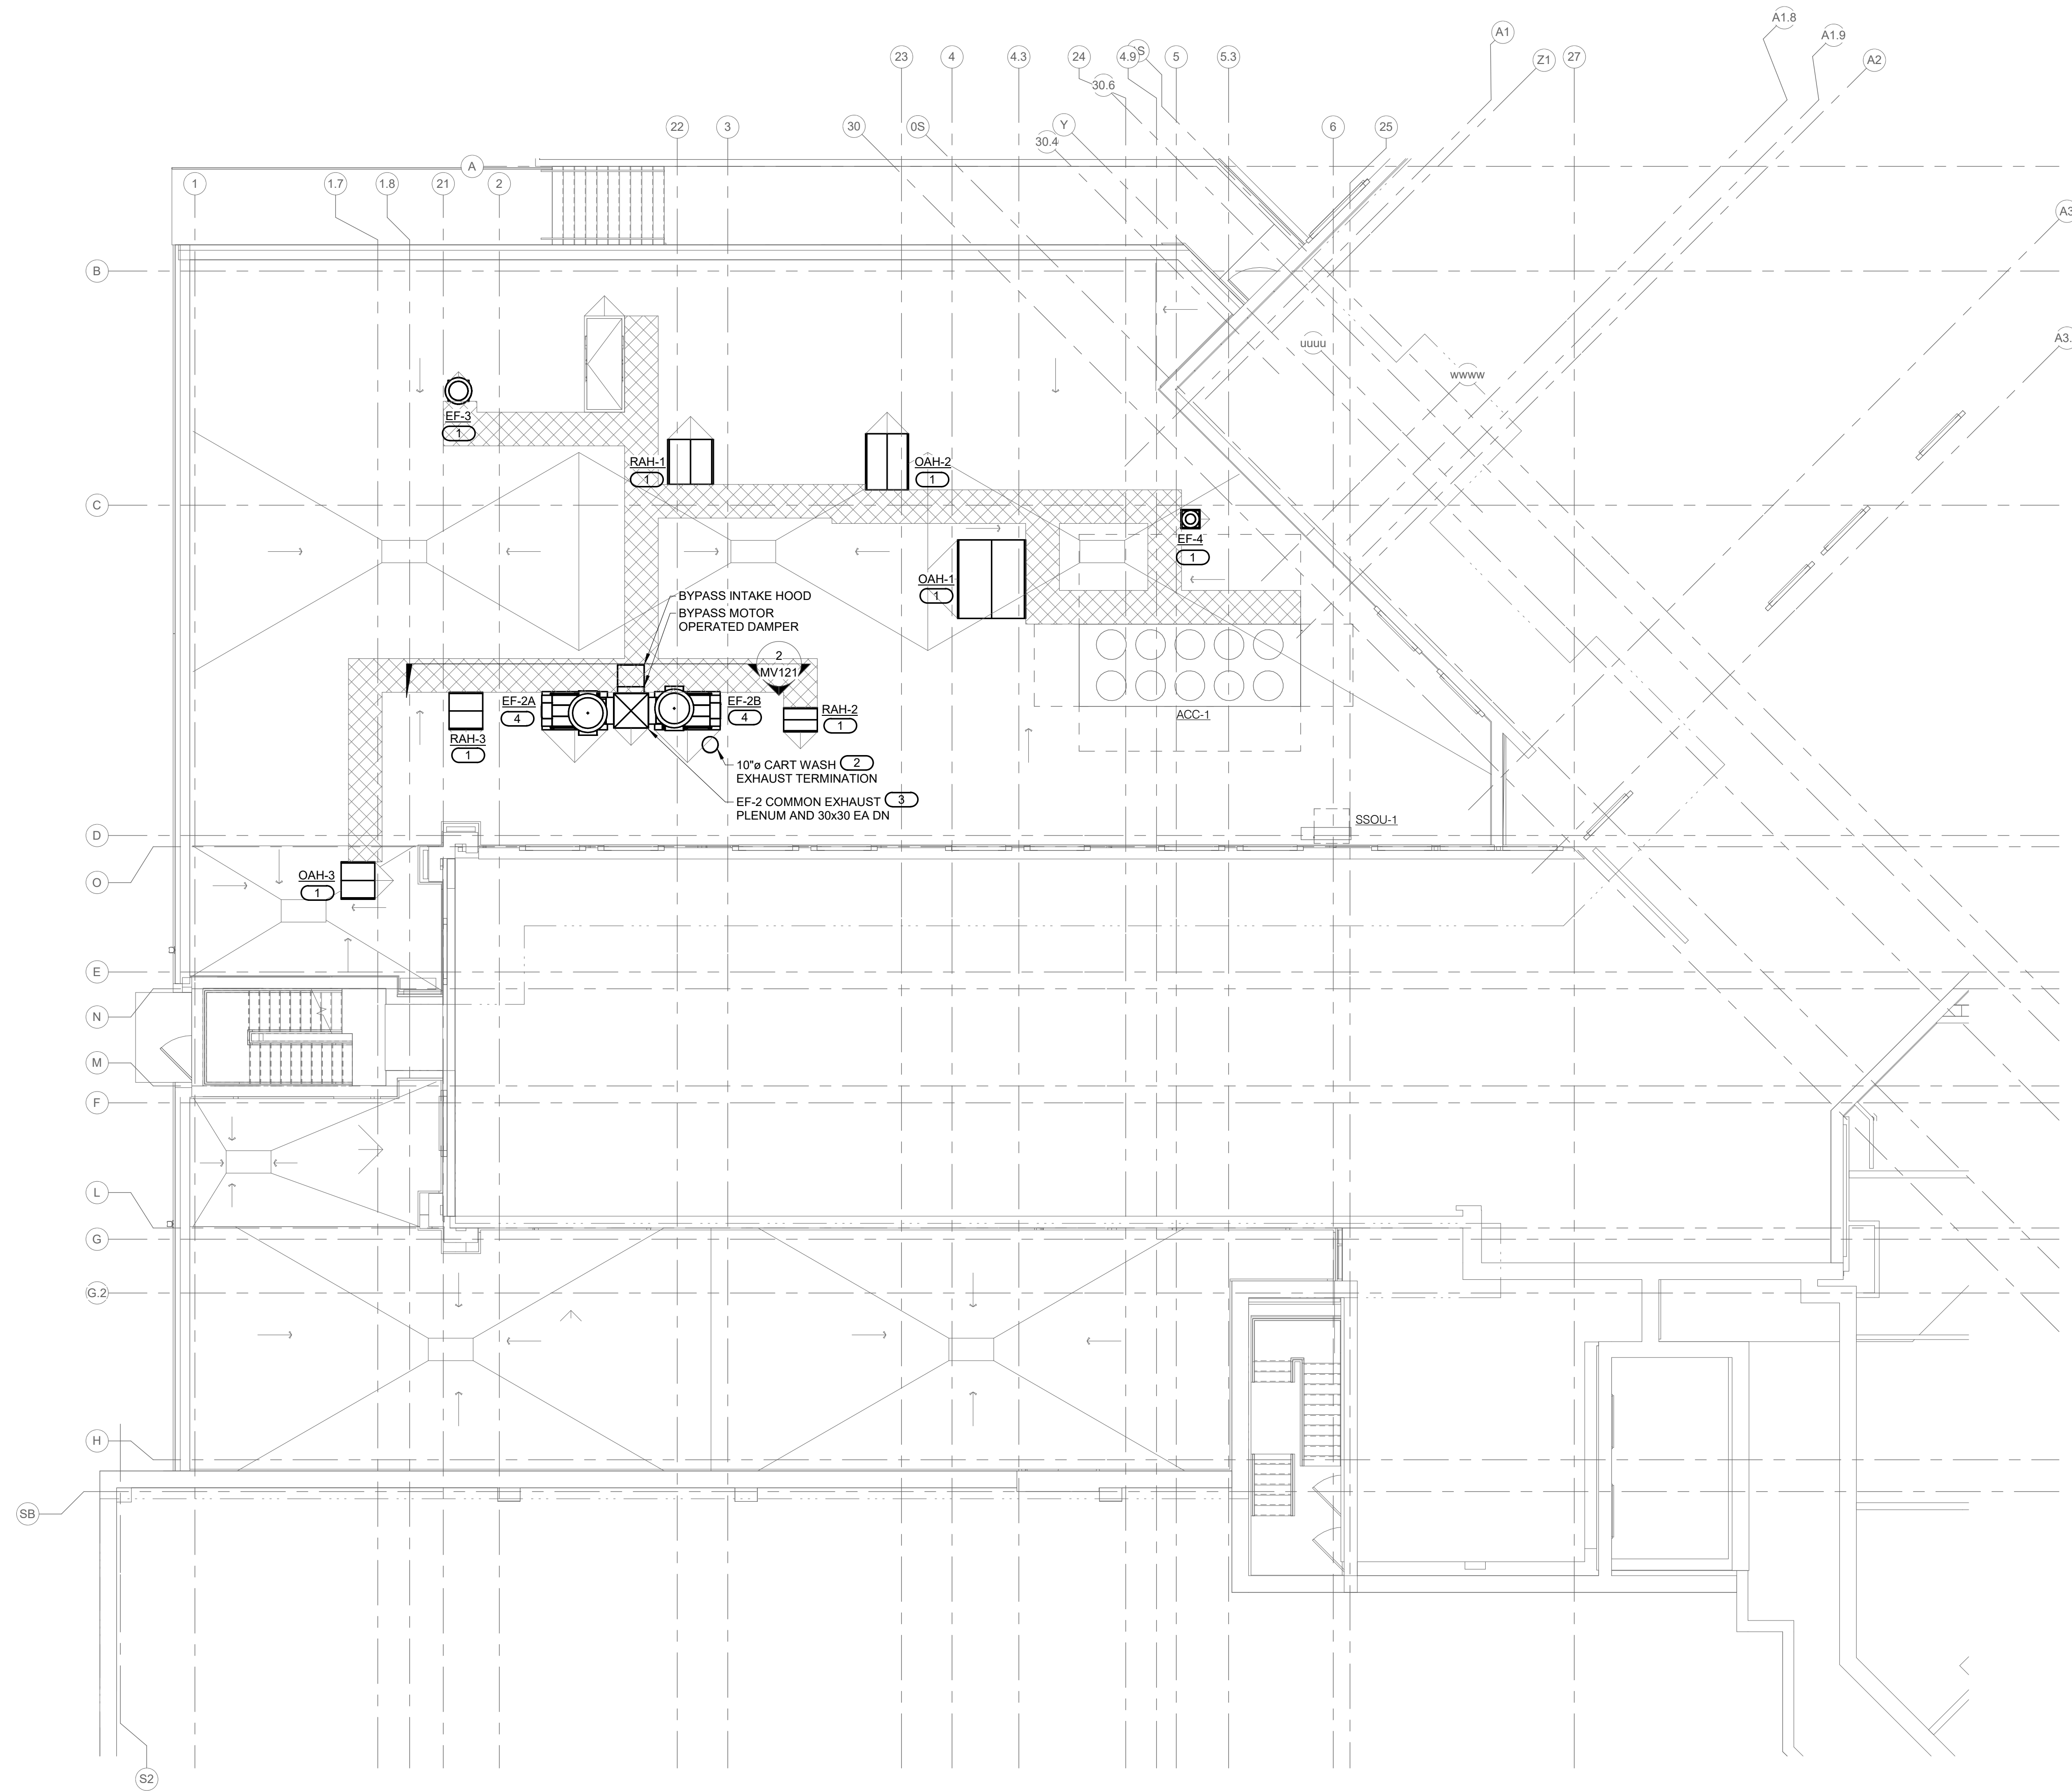 A1.8
A1
A1.9
23
4
4.3
24
4.9
S
5
5.3
Z1
27
A2
30.6
22
3
30
0S
Y
6
25
30.4
A
1
1.7
1.8
21
2
A3
B
A3.
uuuu
wwww
EF-3
1
RAH-1
1
OAH-2
1
C
EF-4
1
OAH-1
1
BYPASS INTAKE HOOD
BYPASS MOTOR
OPERATED DAMPER
2
MV121
EF-2A
4
EF-2B
4
RAH-2
1
ACC-1
RAH-3
1
10"ø CART WASH 2
EXHAUST TERMINATION
EF-2 COMMON EXHAUST 3
PLENUM AND 30x30 EA DN
SSOU-1
D
OAH-3
1
O
E
N
M
F
L
G
G.2
H
SB
S2